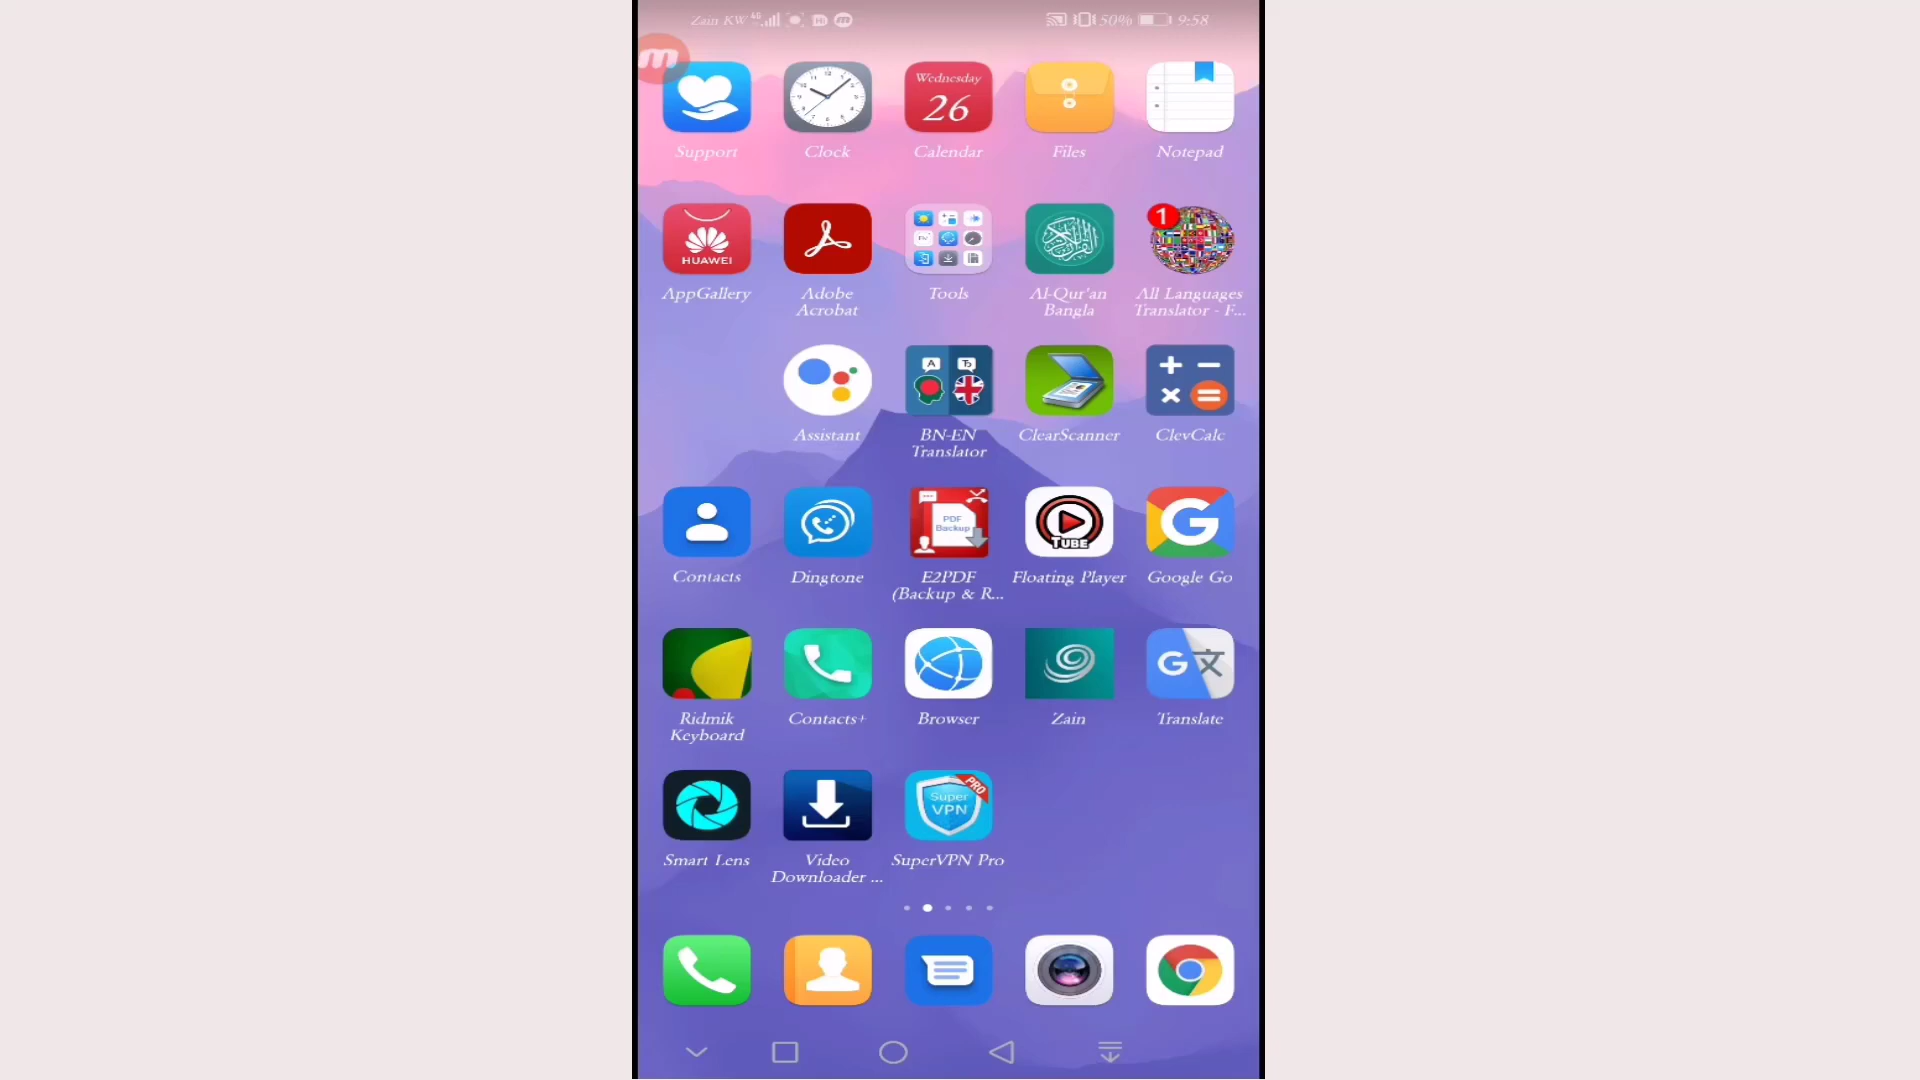 Zain KW 4G 50% 9:58
Wednesday
26
Support Clock Calendar Files Notepad
1
HUAWEI
AppGallery Adobe Tools Al-Qur'an All Languages
Acrobat Bangla Translator - F...
Assistant BN-EN ClearScanner ClevCalc
Translator
PDF
Backup
TUBE
Contacts Dingtone E2PDF Floating Player Google Go
(Backup & R...
Ridmik Contacts+ Browser Zain Translate
Keyboard
PRO
Super
VPN
Smart Lens Video SuperVPN Pro
Downloader ...